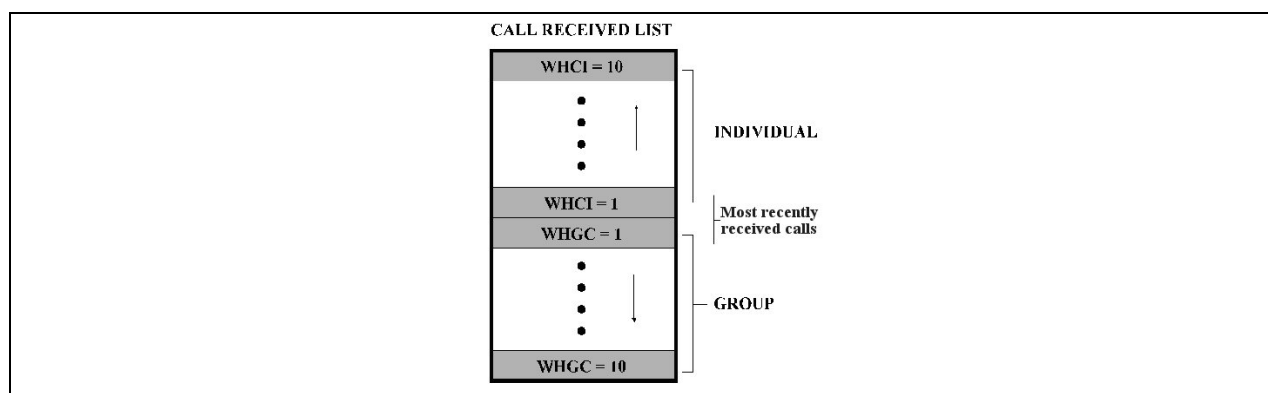 CALL RECEIVED LIST
WHCI = 10
INDIVIDUAL
WHCI = 1
Most recently
received calls
WHGC = 1
GROUP
WHGC = 10